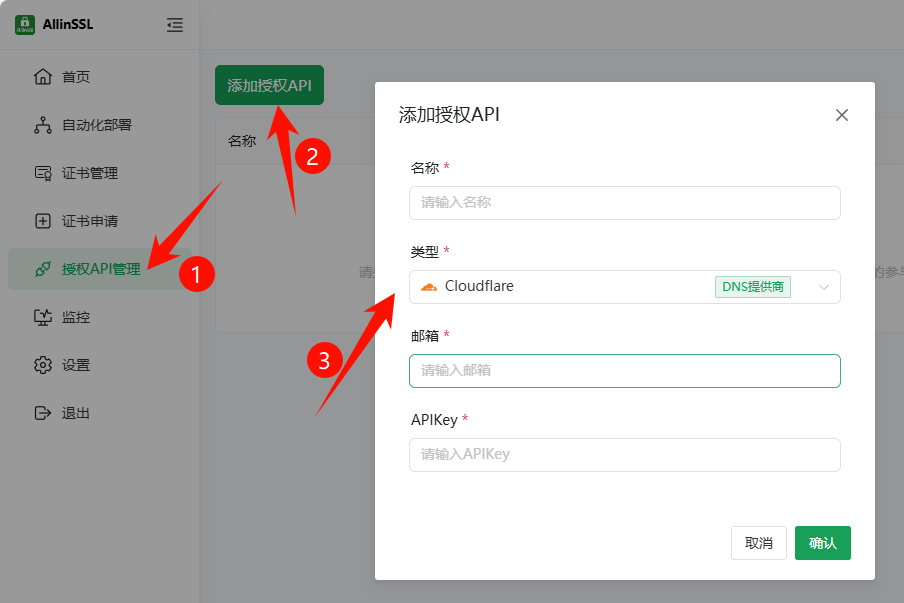 AllinSSL
首页
自动化部署
证书管理
证书申请
授权API管理
监控
设置
退出
1
添加授权API
2
名称
添加授权API
名称 *
请输入名称
类型 *
Cloudflare
DNS提供商
3
邮箱 *
请输入邮箱
APIKey *
请输入APIKey
取消
确认